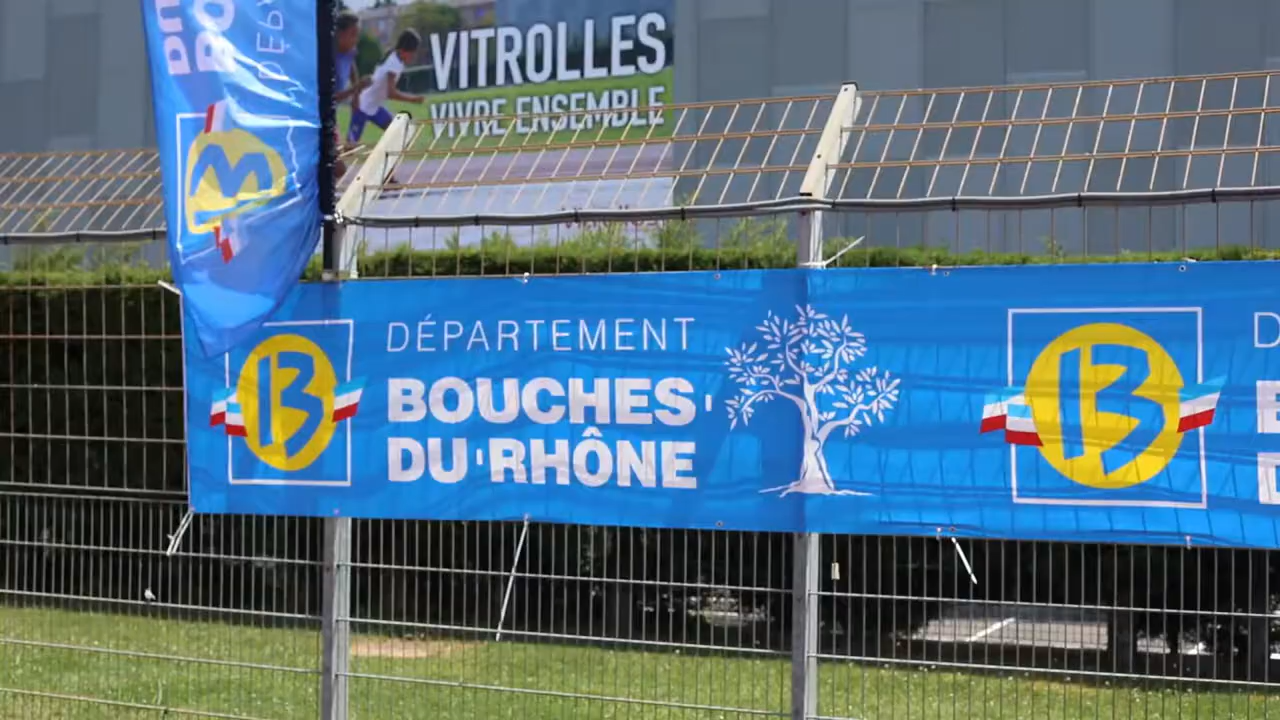 VITROLLES
VIVRE ENSEMBLE
13
DÉPARTEMENT
BOUCHES-
DU-RHÔNE
13